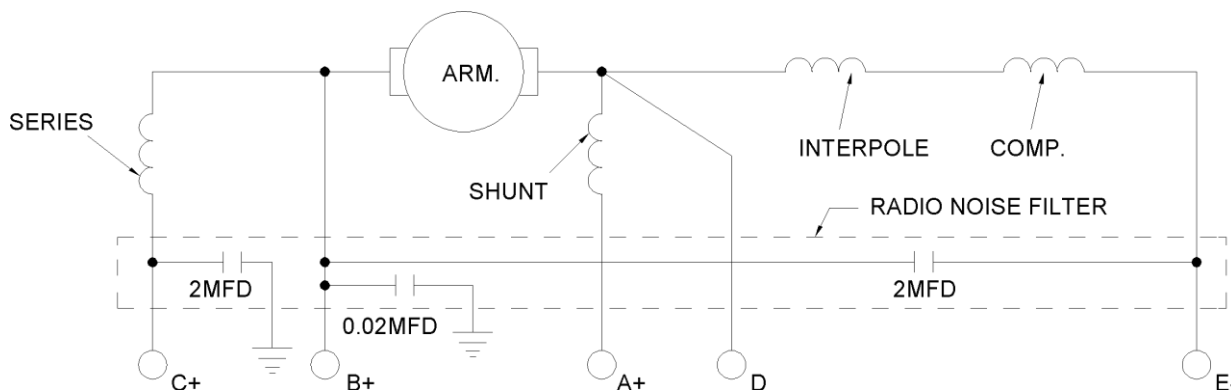 ARM.
SERIES
INTERPOLE
COMP.
SHUNT
RADIO NOISE FILTER
2MFD
2MFD
0.02MFD
C+
B+
A+
D
E